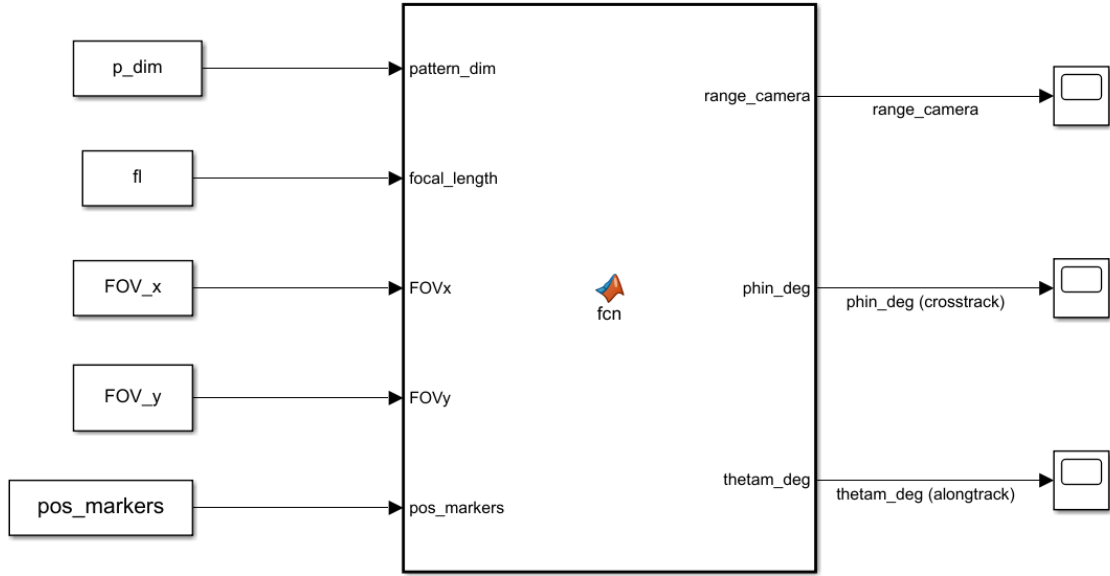 p_dim
pattern_dim
range_camera
range_camera
fl
focal_length
FOV_x
FOVx
fcn
phin_deg
phin_deg (crosstrack)
FOV_y
FOVy
thetam_deg
thetam_deg (alongtrack)
pos_markers
pos_markers